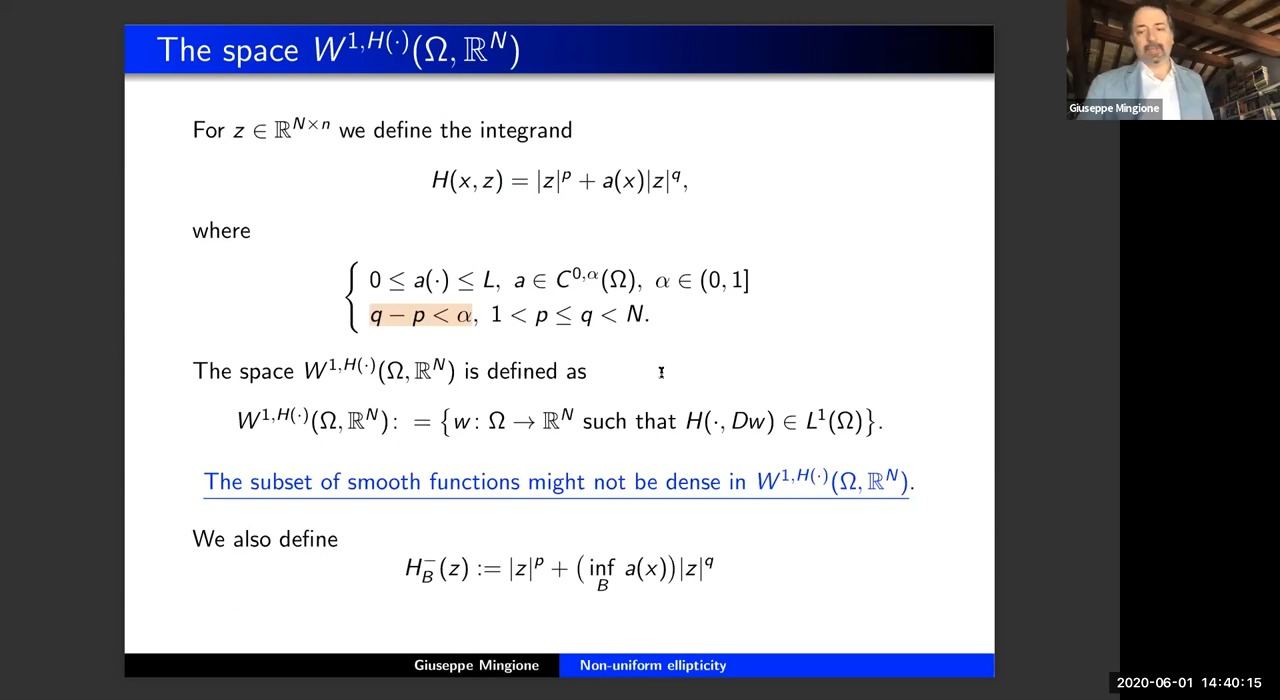 The space W^{1,H(·)}(Ω, ℝ^N)
Giuseppe Mingione
For z ∈ ℝ^{N×n} we define the integrand
H(x, z) = |z|^p + a(x)|z|^q,
where
{ 0 ≤ a(·) ≤ L, a ∈ C^{0,α}(Ω), α ∈ (0, 1]
q − p < α, 1 < p ≤ q < N.
The space W^{1,H(·)}(Ω, ℝ^N) is defined as
W^{1,H(·)}(Ω, ℝ^N): = {w: Ω → ℝ^N such that H(·, Dw) ∈ L^1(Ω)}.
The subset of smooth functions might not be dense in W^{1,H(·)}(Ω, ℝ^N).
We also define
H_B^−(z) := |z|^p + (inf_B a(x))|z|^q
Giuseppe Mingione Non-uniform ellipticity
2020-06-01 14:40:15